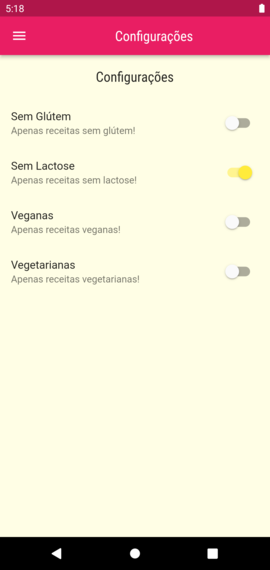 5:18
Configurações
Configurações
Sem Glútem
Apenas receitas sem glútem!
Sem Lactose
Apenas receitas sem lactose!
Veganas
Apenas receitas veganas!
Vegetarianas
Apenas receitas vegetarianas!